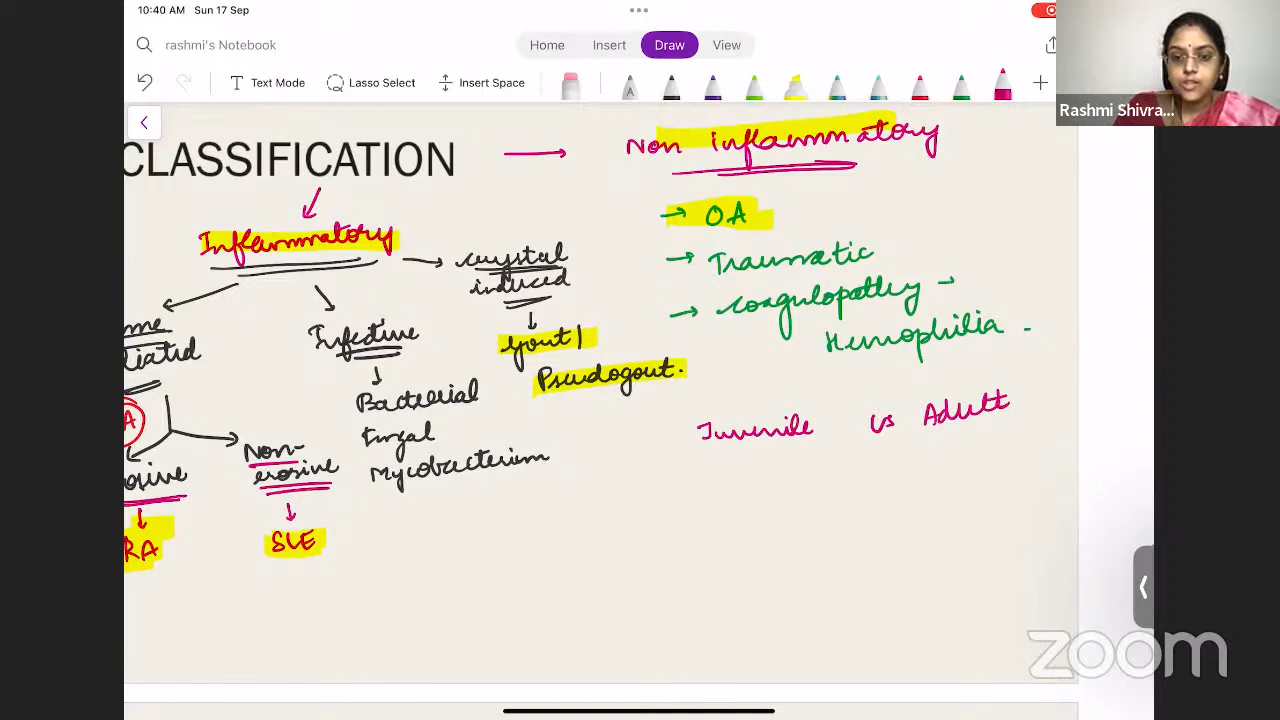 10:40 AM Sun 17 Sep
rashmi's Notebook
Home Insert Draw View
Text Mode Lasso Select Insert Space
A
Rashmi Shivra...
CLASSIFICATION → Non inflammatory
Inflammatory
→ crystal
induced
gout /
Pseudogout.
Infective
Bacterial
Fungal
Mycobacterium
iated
A
osive
RA
Non-
erosive
SLE
→ OA
→ Traumatic
→ coagulopathy -
Hemophilia -
Juvenile vs Adult
zoom